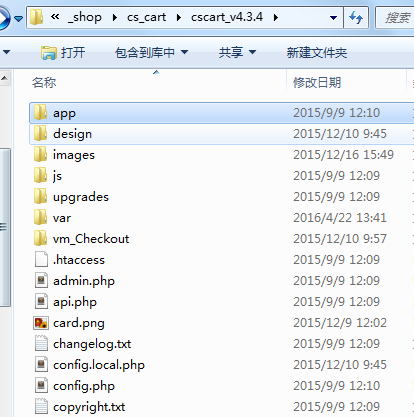 « _shop ▸ cs_cart ▸ cscart_v4.3.4 ▸ 搜索
打开 包含到库中 共享 新建文件夹
名称 修改日期
app 2015/9/9 12:10
design 2015/12/10 9:45
images 2015/12/16 15:49
js 2015/9/9 12:09
upgrades 2015/9/9 12:09
var 2016/4/22 13:41
vm_Checkout 2015/12/10 9:57
.htaccess 2015/9/9 12:09
admin.php 2015/9/9 12:09
api.php 2015/9/9 12:09
card.png 2015/12/9 12:02
changelog.txt 2015/9/9 12:09
config.local.php 2015/12/10 9:45
config.php 2015/9/9 12:10
copyright.txt 2015/9/9 12:09